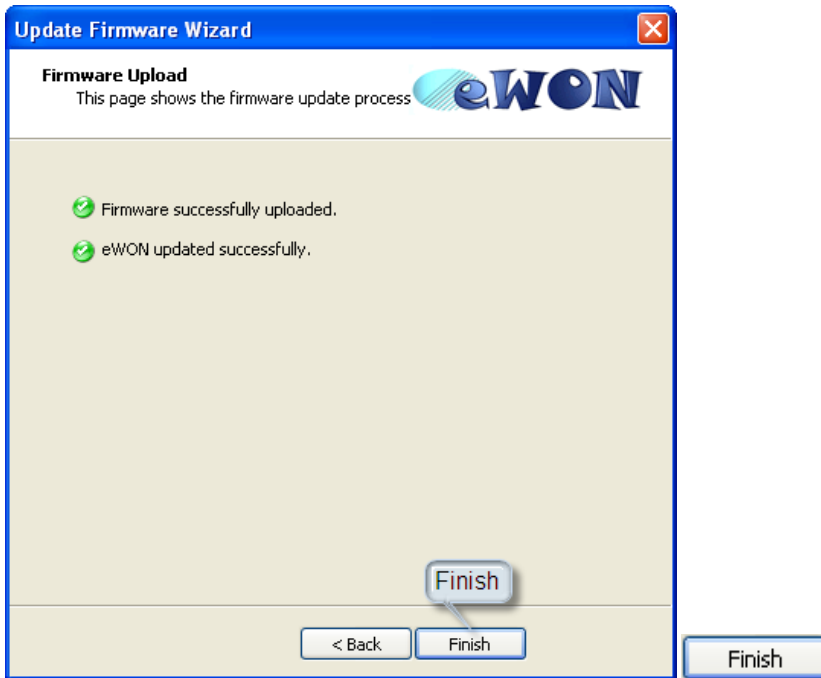 Update Firmware Wizard
Firmware Upload
This page shows the firmware update process
eWON
Firmware successfully uploaded.
eWON updated successfully.
Finish
< Back
Finish
Finish